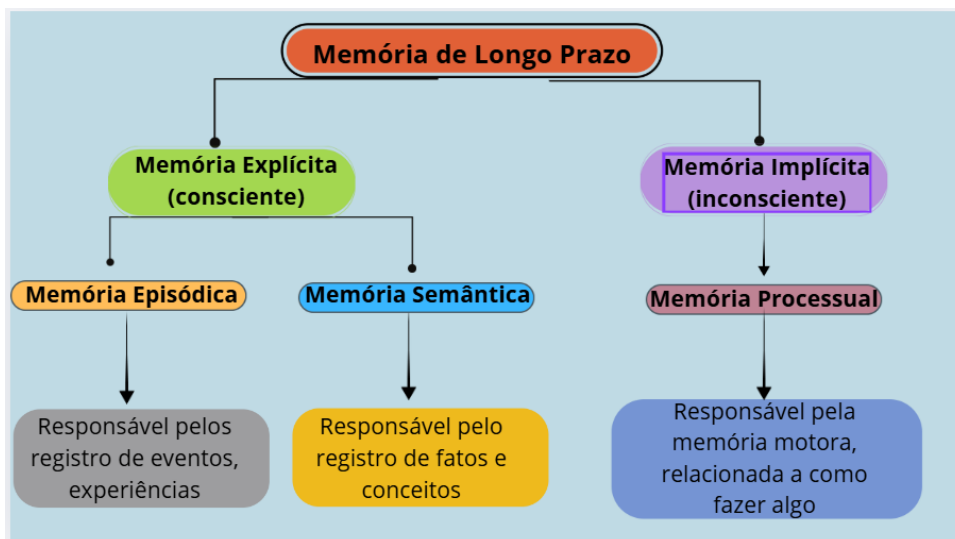 Memória de Longo Prazo
Memória Explícita
(consciente)
Memória Implícita
(inconsciente)
Memória Episódica
Memória Semântica
Memória Processual
Responsável pelos
registro de eventos,
experiências
Responsável pelo
registro de fatos e
conceitos
Responsável pela
memória motora,
relacionada a como
fazer algo